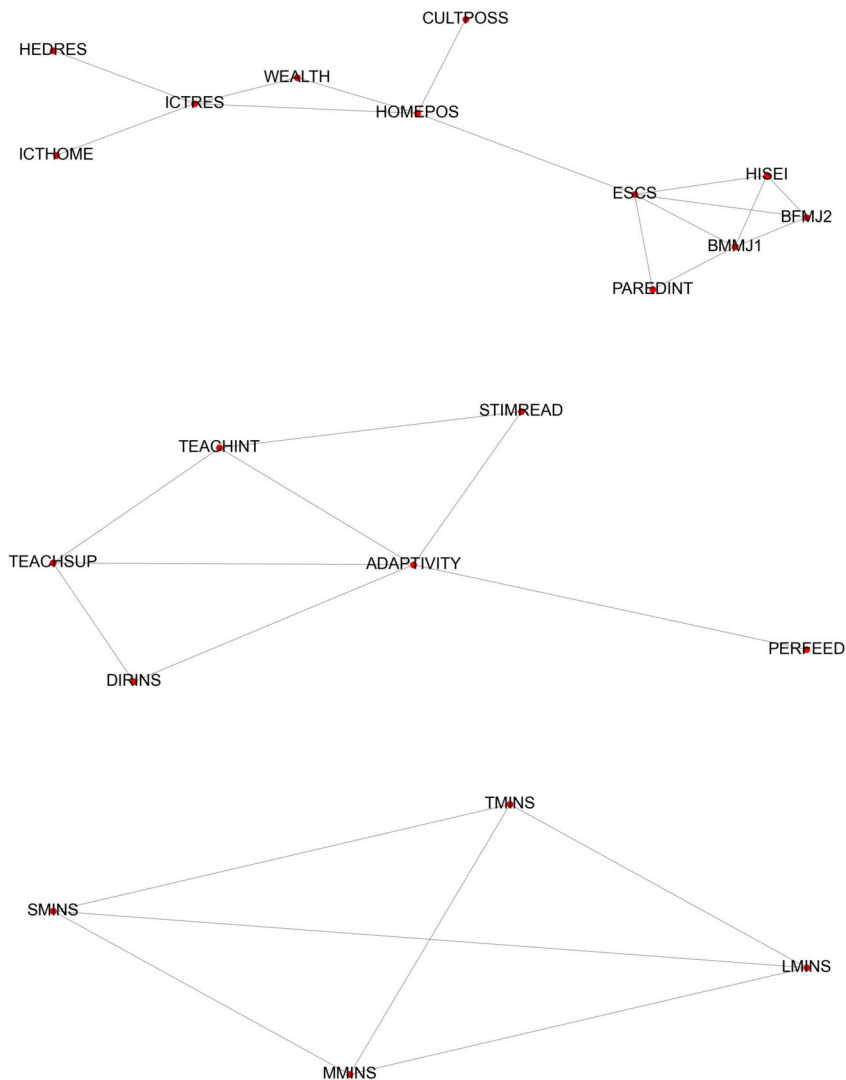 CULTPOSS
HEDRES
WEALTH
ICTRES
HOMEPOS
ICTHOME
HISEI
ESCS
BFMJ2
BMMJ1
PAREDINT
STIMREAD
TEACHINT
TEACHSUP
ADAPTIVITY
PERFEED
DIRINS
TMINS
SMINS
LMINS
MMINS